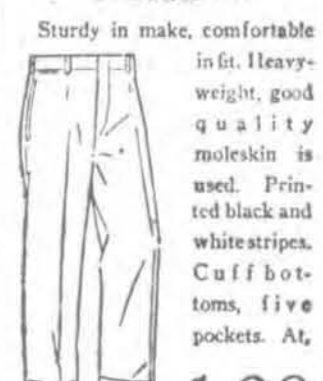 Sturdy in make, comfortable
in fit. Heavy-
weight, good
quality
moleskin is
used. Prin-
ted black and
white stripes.
Cuff bot-
toms, five
pockets. At,